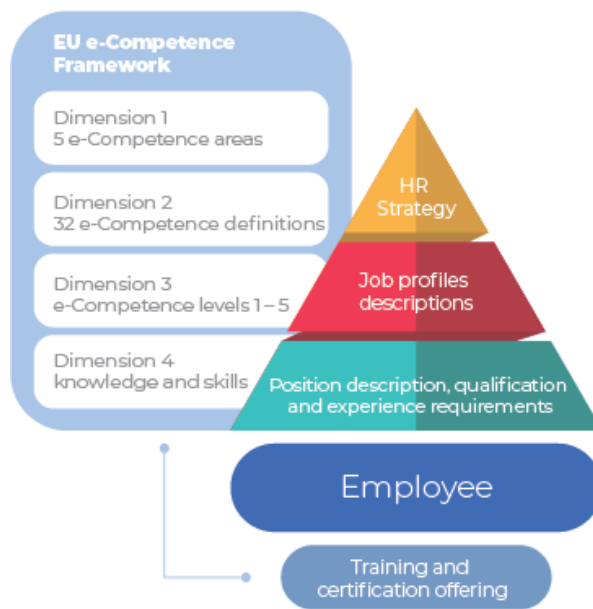 EU e-Competence
Framework
Dimension 1
5 e-Competence areas
Dimension 2
32 e-Competence definitions
Dimension 3
e-Competence levels 1 – 5
Dimension 4
knowledge and skills
HR
Strategy
Job profiles
descriptions
Position description, qualification
and experience requirements
Employee
Training and
certification offering